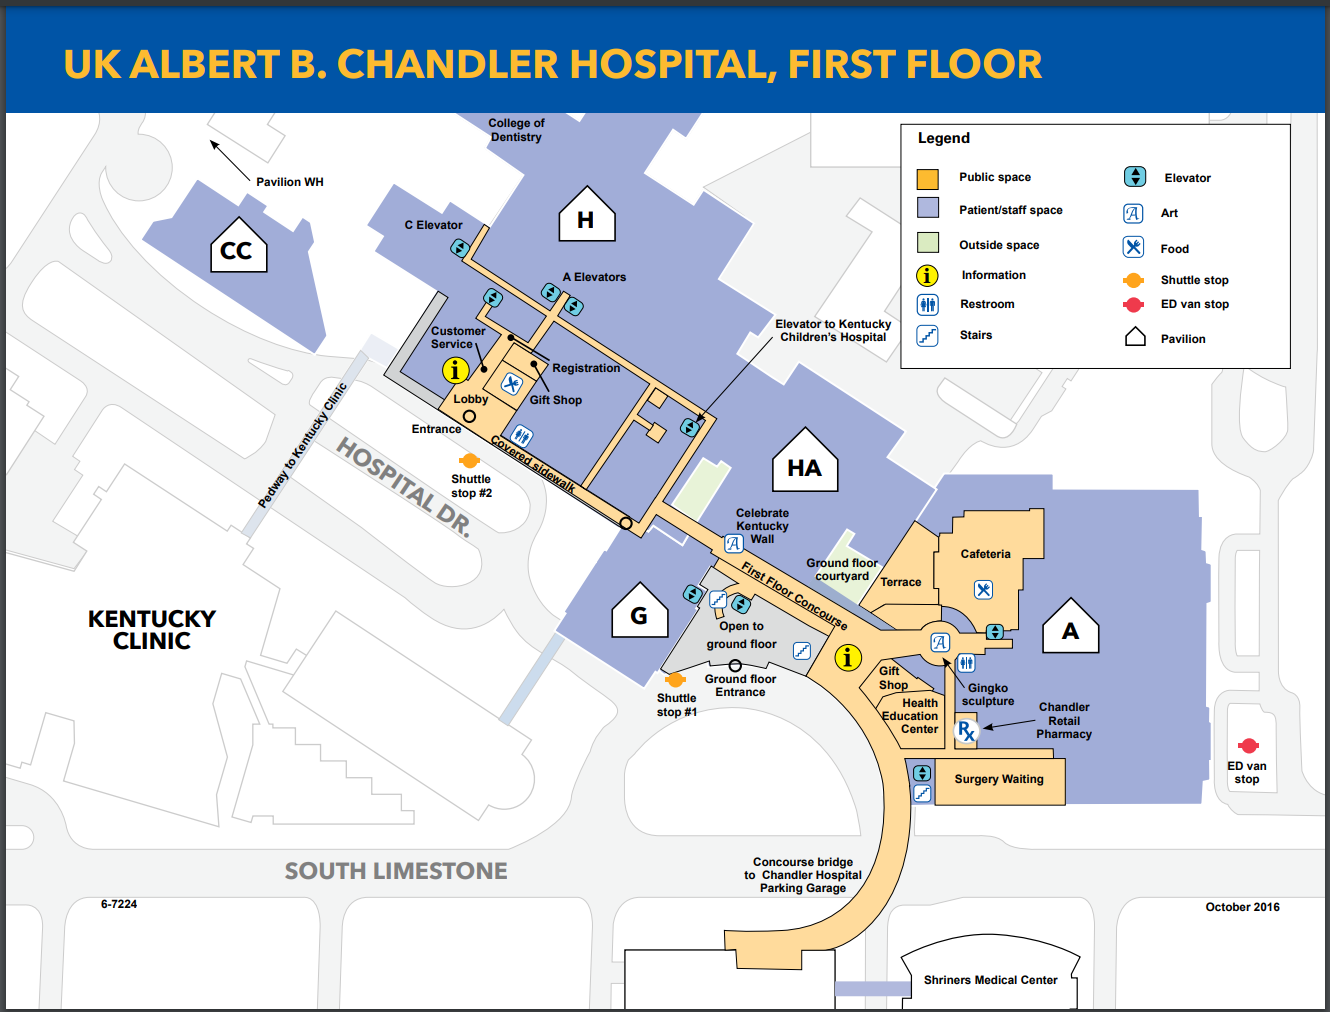 UK ALBERT B. CHANDLER HOSPITAL, FIRST FLOOR
College of
Dentistry
Pavilion WH
CC
C Elevator
H
A Elevators
Legend
Public space
Patient/staff space
Outside space
i
Information
Restroom
Stairs
Elevator
A
Art
Food
Shuttle stop
ED van stop
Pavilion
Elevator to Kentucky
Children's Hospital
Customer
Service
i
Registration
Lobby
Gift Shop
Entrance
Covered sidewalk
Shuttle
stop #2
Pedway to Kentucky Clinic
HOSPITAL DR.
HA
Celebrate
Kentucky
Wall
A
First Floor Concourse
Ground floor
courtyard
Terrace
Cafeteria
KENTUCKY
CLINIC
G
Open to
ground floor
Ground floor
Entrance
Shuttle
stop #1
i
A
A
Gift
Shop
Gingko
sculpture
Health
Education
Center
Rx
Chandler
Retail
Pharmacy
Surgery Waiting
ED van
stop
SOUTH LIMESTONE
Concourse bridge
to Chandler Hospital
Parking Garage
6-7224
October 2016
Shriners Medical Center